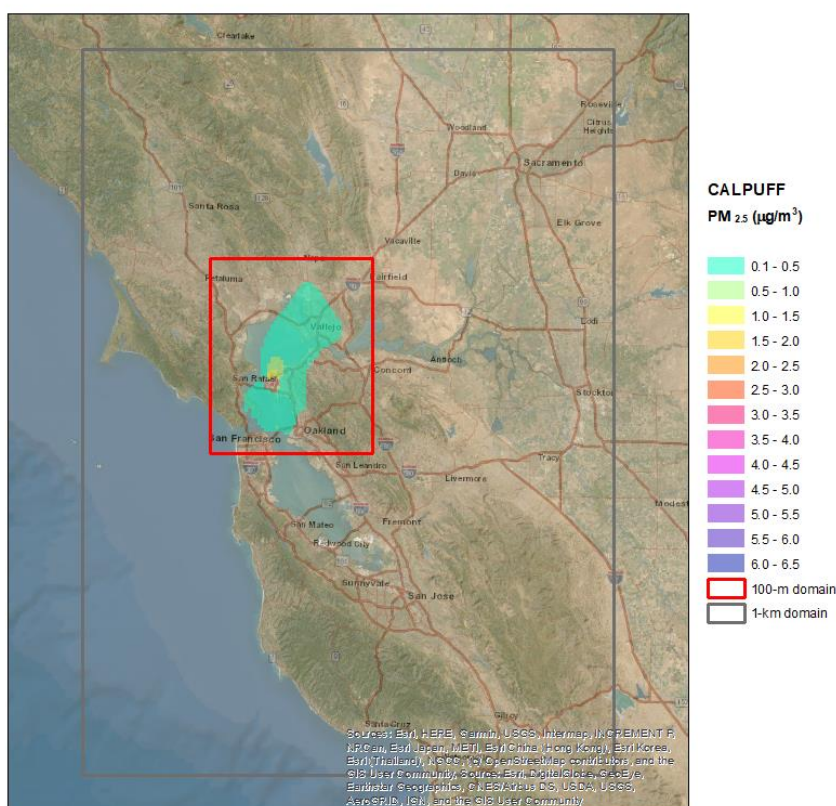 Clearlake
Roseville
Citrus
Heights
Woodland
Sacramento
Davis
Santa Rosa
Elk Grove
Vacaville
Napa
Petaluma
Fairfield
Vallejo
Lodi
Antioch
San Rafael
Concord
Stockton
Oakland
San Francisco
San Leandro
Tracy
Livermore
Modest
San Mateo
Fremont
Redwood City
Sunnyvale
San Jose
Gilroy
Santa Cruz
Sources: Esri, HERE, Garmin, USGS, Intermap, INCREMENT P,
NRCan, Esri Japan, METI, Esri China (Hong Kong), Esri Korea,
Esri (Thailand), NGCC, (c) OpenStreetMap contributors, and the
GIS User Community, Source: Esri, DigitalGlobe, GeoEye,
Earthstar Geographics, CNES/Airbus DS, USDA, USGS,
AeroGRID, IGN, and the GIS User Community
CALPUFF
PM 2.5 (µg/m³)
0.1 - 0.5
0.5 - 1.0
1.0 - 1.5
1.5 - 2.0
2.0 - 2.5
2.5 - 3.0
3.0 - 3.5
3.5 - 4.0
4.0 - 4.5
4.5 - 5.0
5.0 - 5.5
5.5 - 6.0
6.0 - 6.5
100-m domain
1-km domain